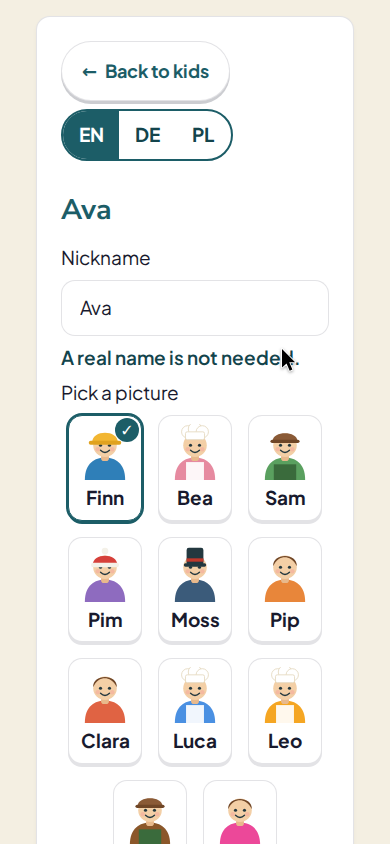 ← Back to kids
EN DE PL
Ava
Nickname
Ava
A real name is not needed.
Pick a picture
Finn Bea Sam
Pim Moss Pip
Clara Luca Leo